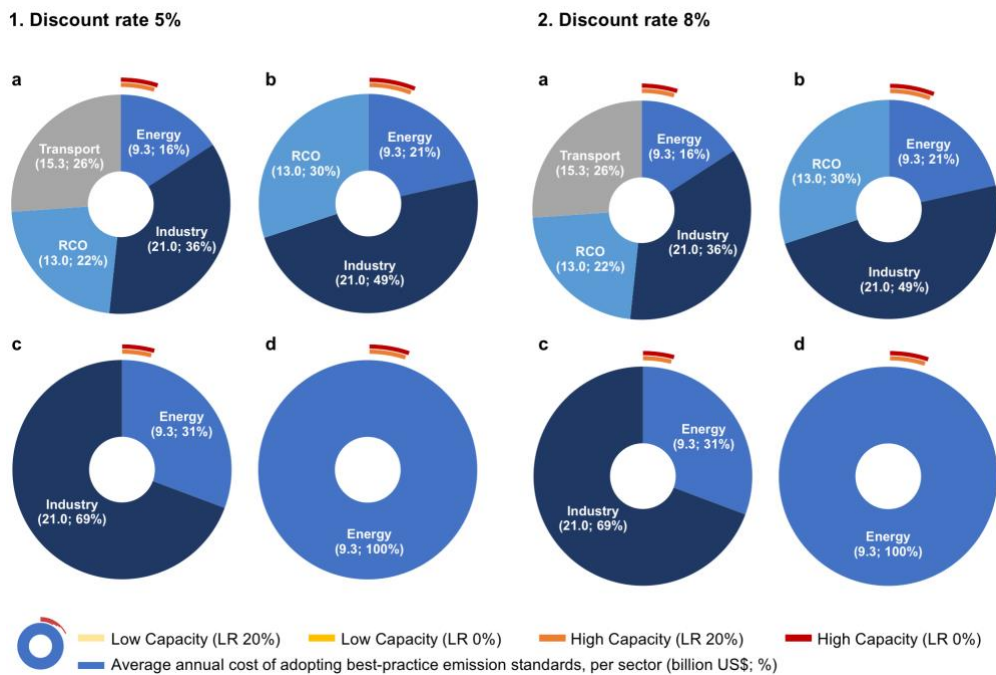 1. Discount rate 5%
2. Discount rate 8%
a
Transport
(15.3; 26%)
Energy
(9.3; 16%)
RCO
(13.0; 22%)
Industry
(21.0; 36%)
b
RCO
(13.0; 30%)
Energy
(9.3; 21%)
Industry
(21.0; 49%)
a
Transport
(15.3; 26%)
Energy
(9.3; 16%)
RCO
(13.0; 22%)
Industry
(21.0; 36%)
b
RCO
(13.0; 30%)
Energy
(9.3; 21%)
Industry
(21.0; 49%)
c
Energy
(9.3; 31%)
Industry
(21.0; 69%)
d
Energy
(9.3; 100%)
c
Energy
(9.3; 31%)
Industry
(21.0; 69%)
d
Energy
(9.3; 100%)
Low Capacity (LR 20%) Low Capacity (LR 0%) High Capacity (LR 20%) High Capacity (LR 0%)
Average annual cost of adopting best-practice emission standards, per sector (billion US$; %)